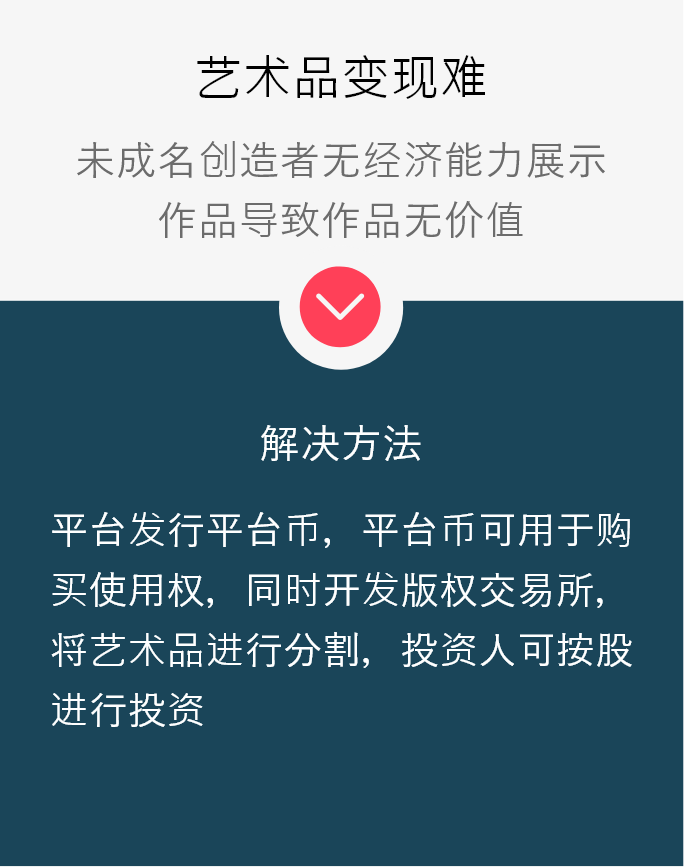 艺术品变现难
未成名创造者无经济能力展示
作品导致作品无价值
解决方法
平台发行平台币，平台币可用于购
买使用权，同时开发版权交易所，
将艺术品进行分割，投资人可按股
进行投资